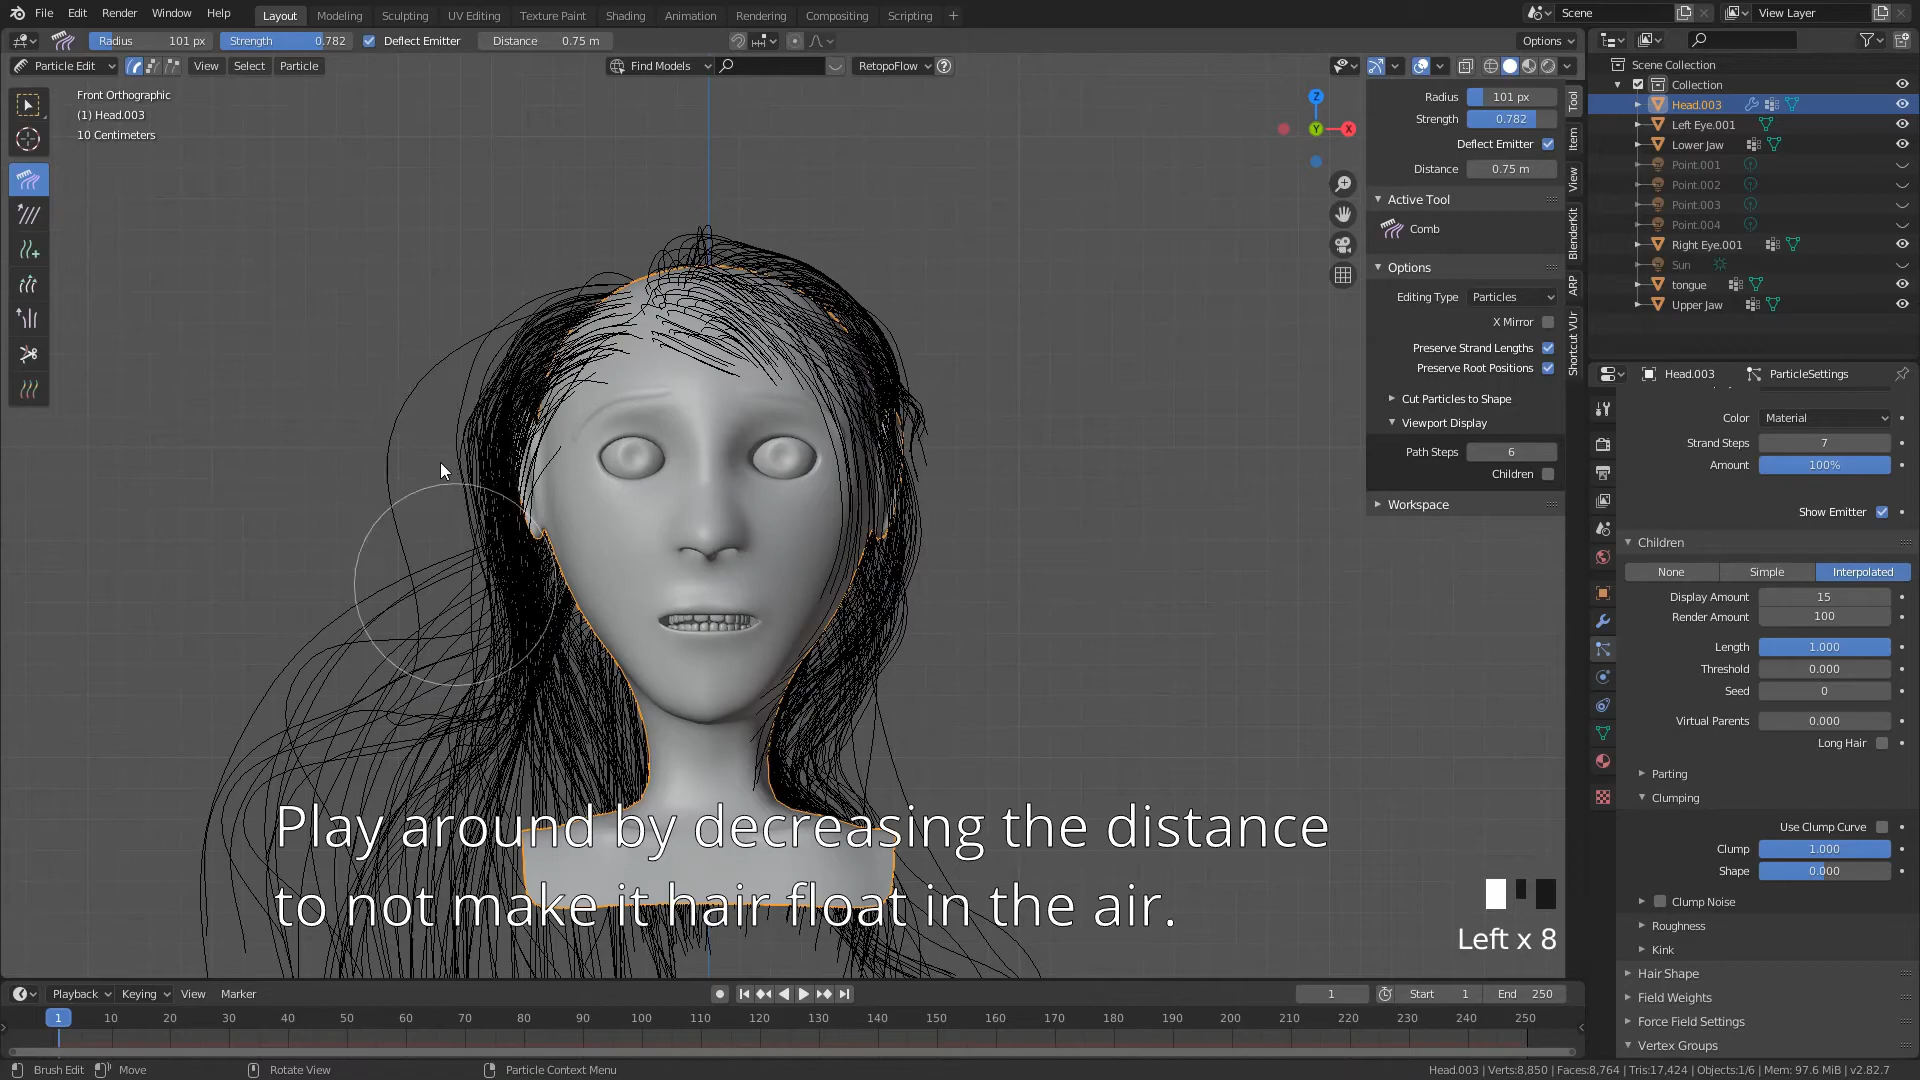 File Edit Render Window Help Layout Modeling Sculpting UV Editing Texture Paint Shading Animation Rendering Compositing Scripting + Scene View Layer
Radius 101 px Strength 0.782 Deflect Emitter Distance 0.75 m Options
Particle Edit View Select Particle Find Models RetopoFlow
Front Orthographic
(1) Head.003
10 Centimeters
Z
Y
X
Radius 101 px
Strength 0.782
Deflect Emitter
Distance 0.75 m
Active Tool
Comb
Options
Editing Type Particles
X Mirror
Preserve Strand Lengths
Preserve Root Positions
Cut Particles to Shape
Viewport Display
Path Steps 6
Children
Workspace
Tool
Item
View
BlenderKit
ARP
Shortcut VUr
Scene Collection
Collection
Head.003
Left Eye.001
Lower Jaw
Point.001
Point.002
Point.003
Point.004
Right Eye.001
Sun
tongue
Upper Jaw
Head.003 ParticleSettings
Color Material
Strand Steps 7
Amount 100%
Show Emitter
Children
None Simple Interpolated
Display Amount 15
Render Amount 100
Length 1.000
Threshold 0.000
Seed 0
Virtual Parents 0.000
Long Hair
Parting
Clumping
Use Clump Curve
Clump 1.000
Shape 0.000
Clump Noise
Roughness
Kink
Hair Shape
Field Weights
Force Field Settings
Vertex Groups
Play around by decreasing the distance
to not make it hair float in the air.
Left x 8
Playback Keying View Marker 1 Start 1 End 250
1 10 20 30 40 50 60 70 80 90 100 110 120 130 140 150 160 170 180 190 200 210 220 230 240 250
Brush Edit Move Rotate View Particle Context Menu Head.003 | Verts:8,850 | Faces:8,764 | Tris:17,424 | Objects:1/6 | Mem: 97.6 MiB | v2.82.7